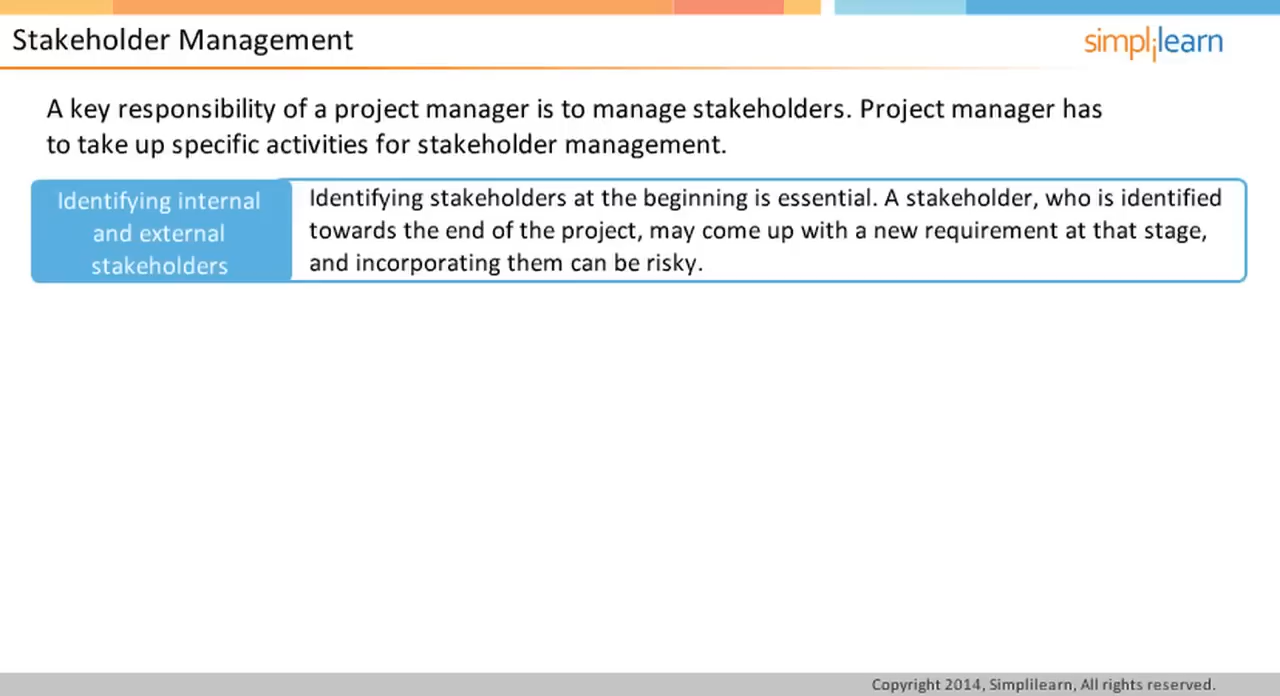 Stakeholder Management
simplilearn
A key responsibility of a project manager is to manage stakeholders. Project manager has
to take up specific activities for stakeholder management.
Identifying internal
and external
stakeholders
Identifying stakeholders at the beginning is essential. A stakeholder, who is identified
towards the end of the project, may come up with a new requirement at that stage,
and incorporating them can be risky.
Copyright 2014, Simplilearn, All rights reserved.